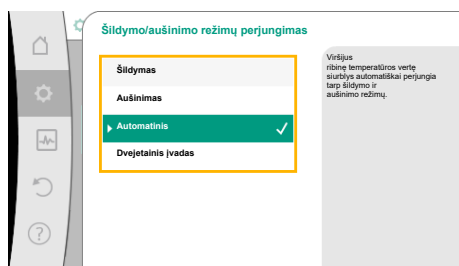 Šildymo/aušinimo režimų perjungimas
Šildymas
Aušinimas
Automatinis
Dvejetainis įvadas
Viršijus
ribinę temperatūros vertę
siurblys automatiškai perjungia
tarp šildymo ir
aušinimo režimų.
?